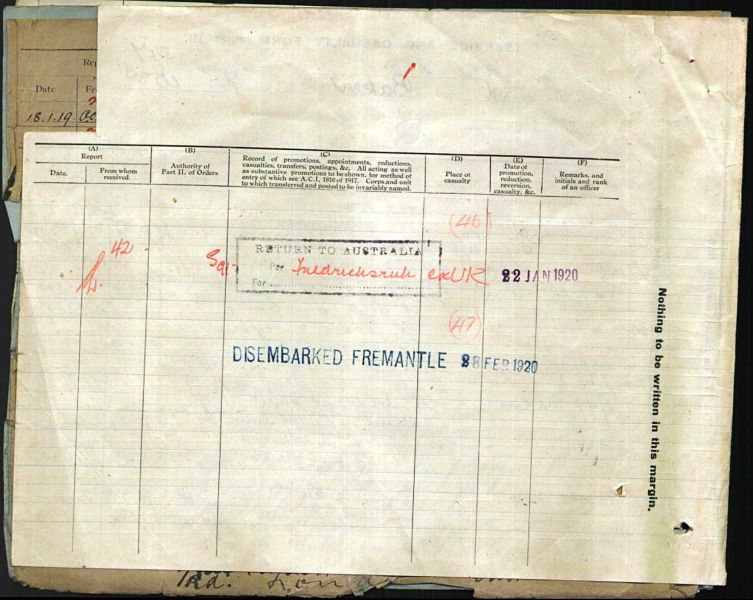 Date
18.1.19.
(A)
Report
Date.
From whom received.
(B)
Authority of Part II. of Orders
(C)
Record of promotions, appointments, reductions,
casualties, transfers, postings, &c. All acting as well
as substantive promotions to be shown, for method of
entry of which see A.C.I. 1816 of 1917. Corps and unit
to which transferred and posted to be invariably named.
(D)
Place of casualty
(E)
Date of promotion, reduction, reversion, casualty, &c.
(F)
Remarks, and initials and rank of an officer
(46)
42
RETURN TO AUSTRALIA
Per Friedrichsruh ex UK 22 JAN 1920
For
(47)
DISEMBARKED FREMANTLE 28 FEB 1920
Nothing to be written in this margin.